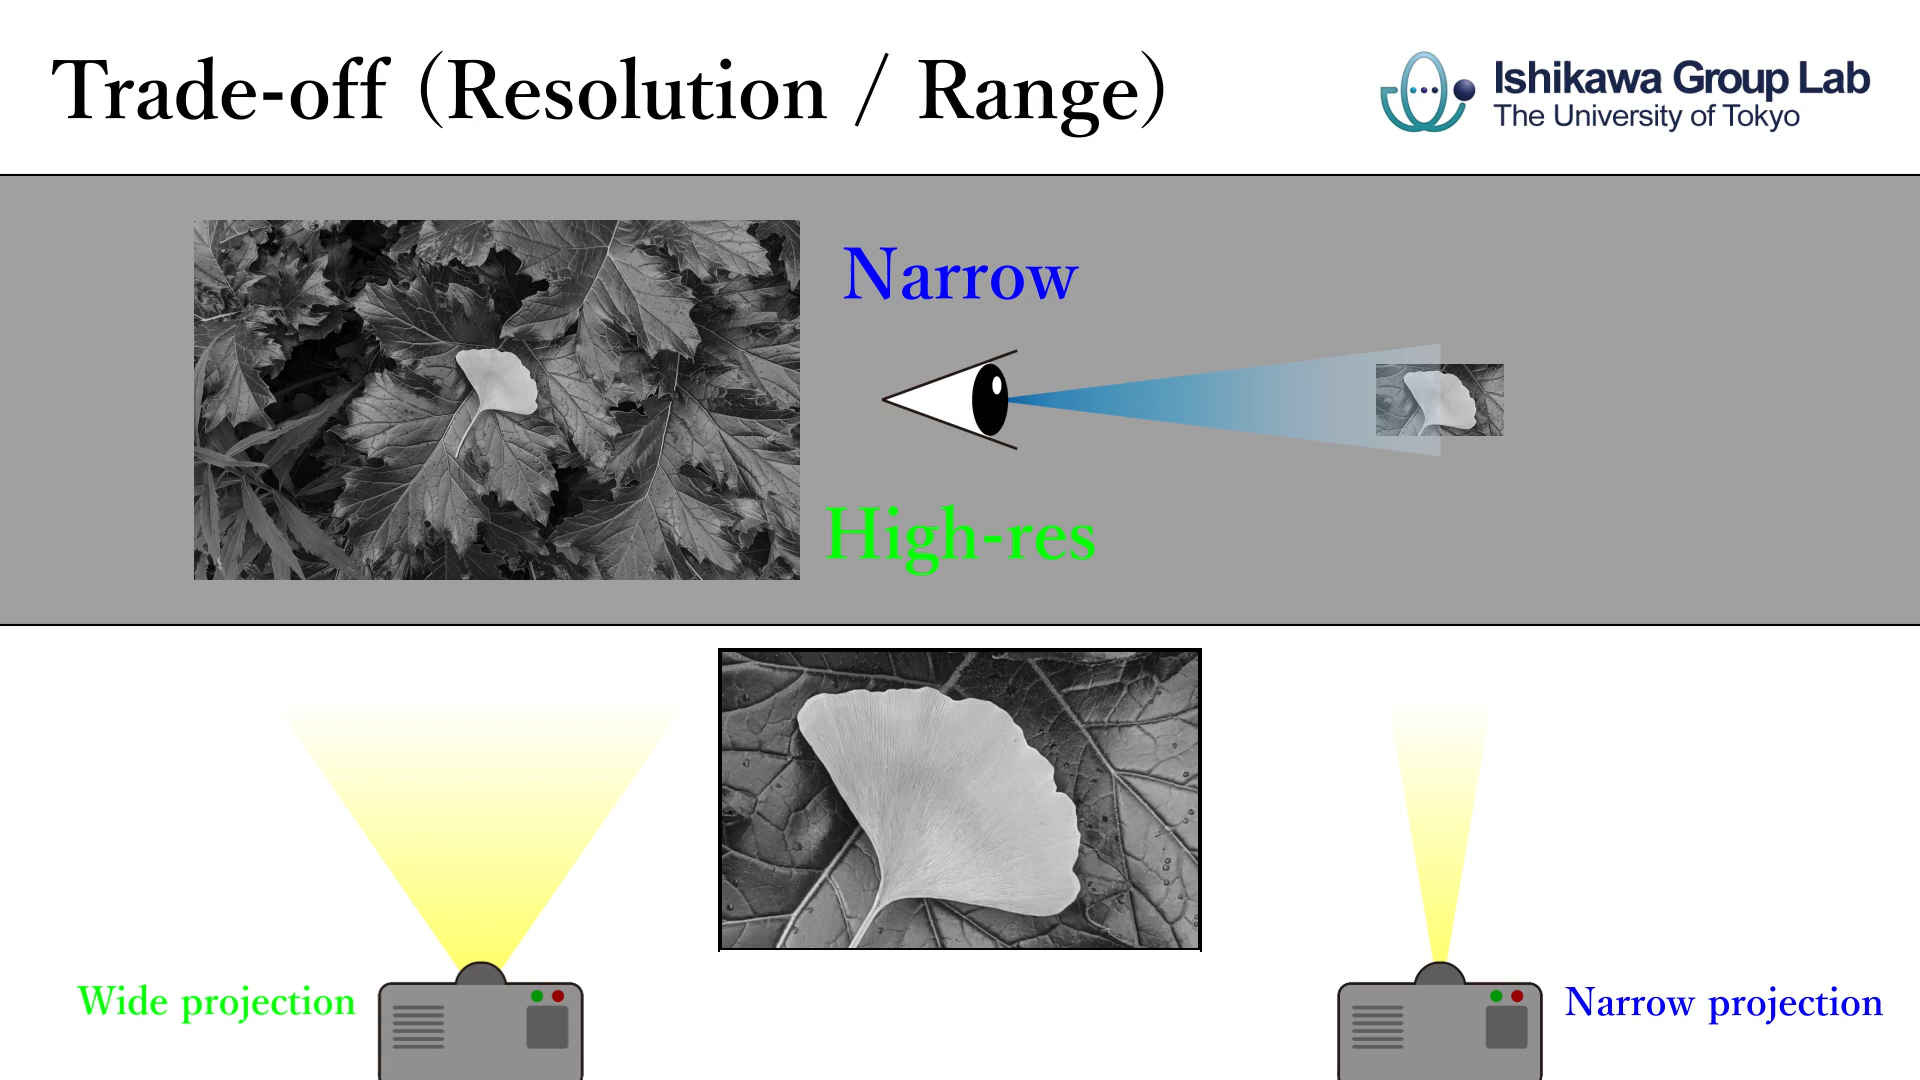 Trade-off (Resolution / Range)
Ishikawa Group Lab
The University of Tokyo
Narrow
High-res
Wide projection
Narrow projection